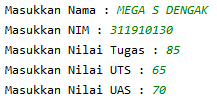 Masukkan Nama : MEGA S DENGAK
Masukkan NIM : 311910130
Masukkan Nilai Tugas : 85
Masukkan Nilai UTS : 65
Masukkan Nilai UAS : 70